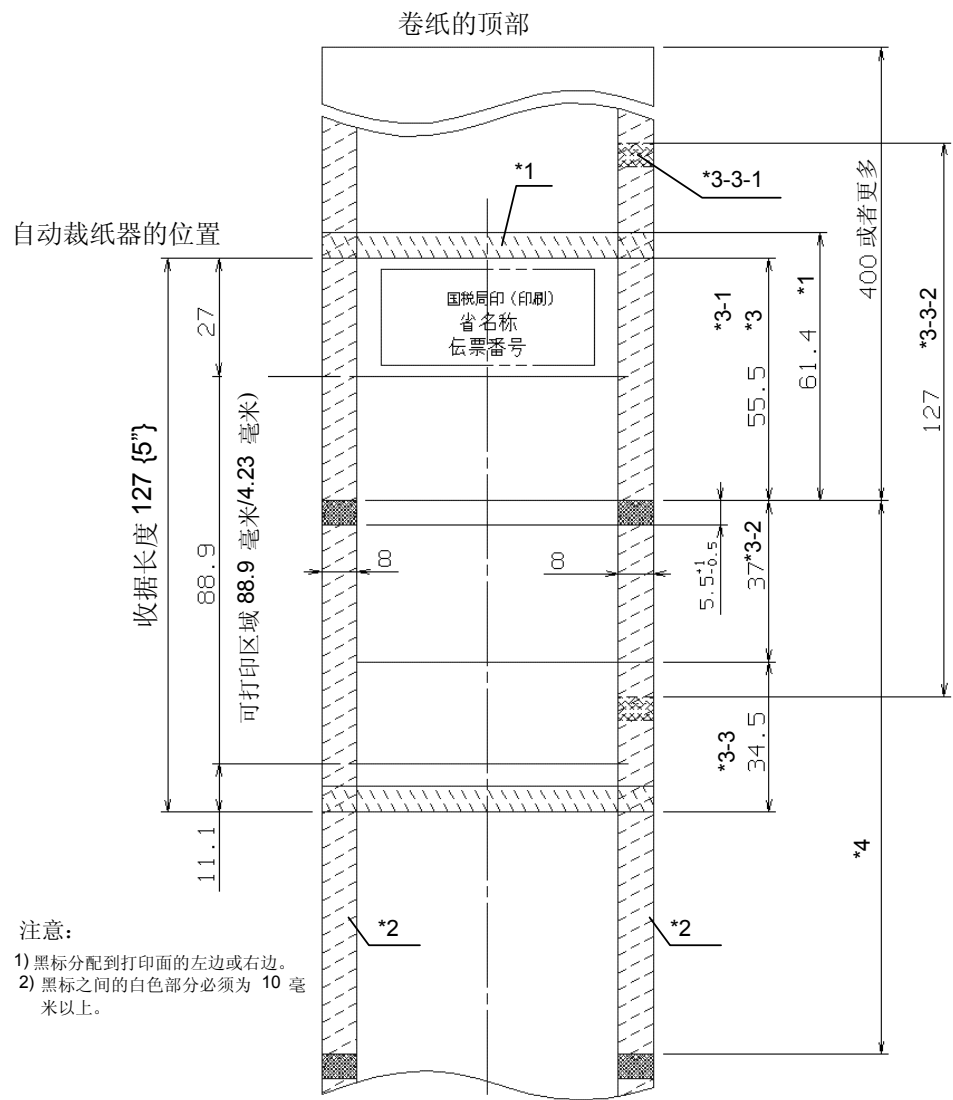 卷纸的顶部
*1
*3-3-1
自动裁纸器的位置
国税局印（印刷）
省名称
伝票番号
27
88.9
11.1
收据长度 127 {5”}
可打印区域 88.9 毫米/4.23 毫米)
8
8
*3-1
*3
55.5
61.4 *1
400 或者更多
*3-3-2
127
5.5+1-0.5
37*3-2
*3-3
34.5
*4
*2
*2
注意：
1) 黑标分配到打印面的左边或右边。
2) 黑标之间的白色部分必须为 10 毫
米以上。